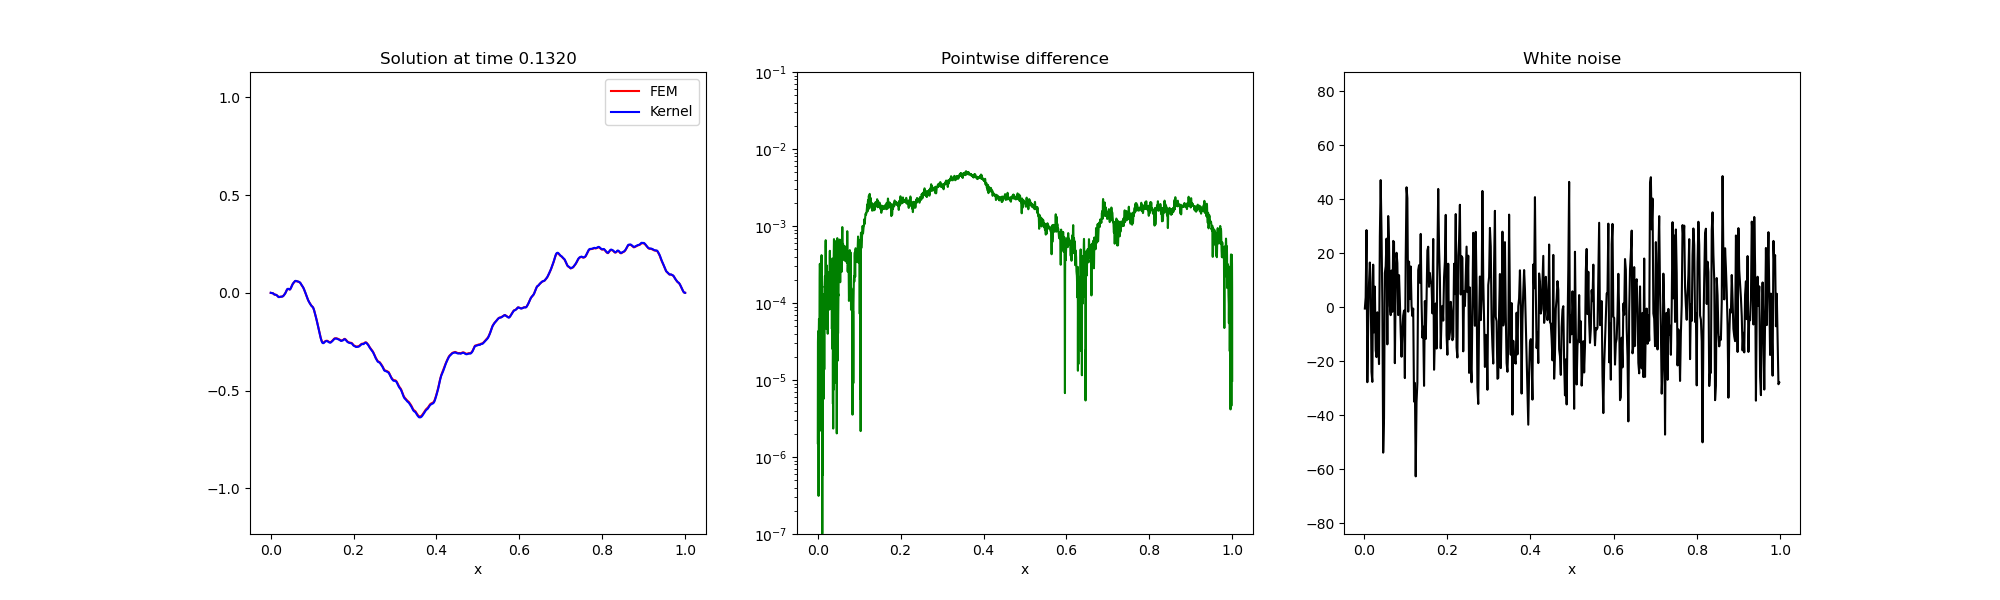 Solution at time 0.1320
1.0
0.5
0.0
−0.5
−1.0
0.0 0.2 0.4 0.6 0.8 1.0
x
FEM
Kernel
Pointwise difference
10⁻¹
10⁻²
10⁻³
10⁻⁴
10⁻⁵
10⁻⁶
10⁻⁷
0.0 0.2 0.4 0.6 0.8 1.0
x
White noise
80
60
40
20
0
−20
−40
−60
−80
0.0 0.2 0.4 0.6 0.8 1.0
x